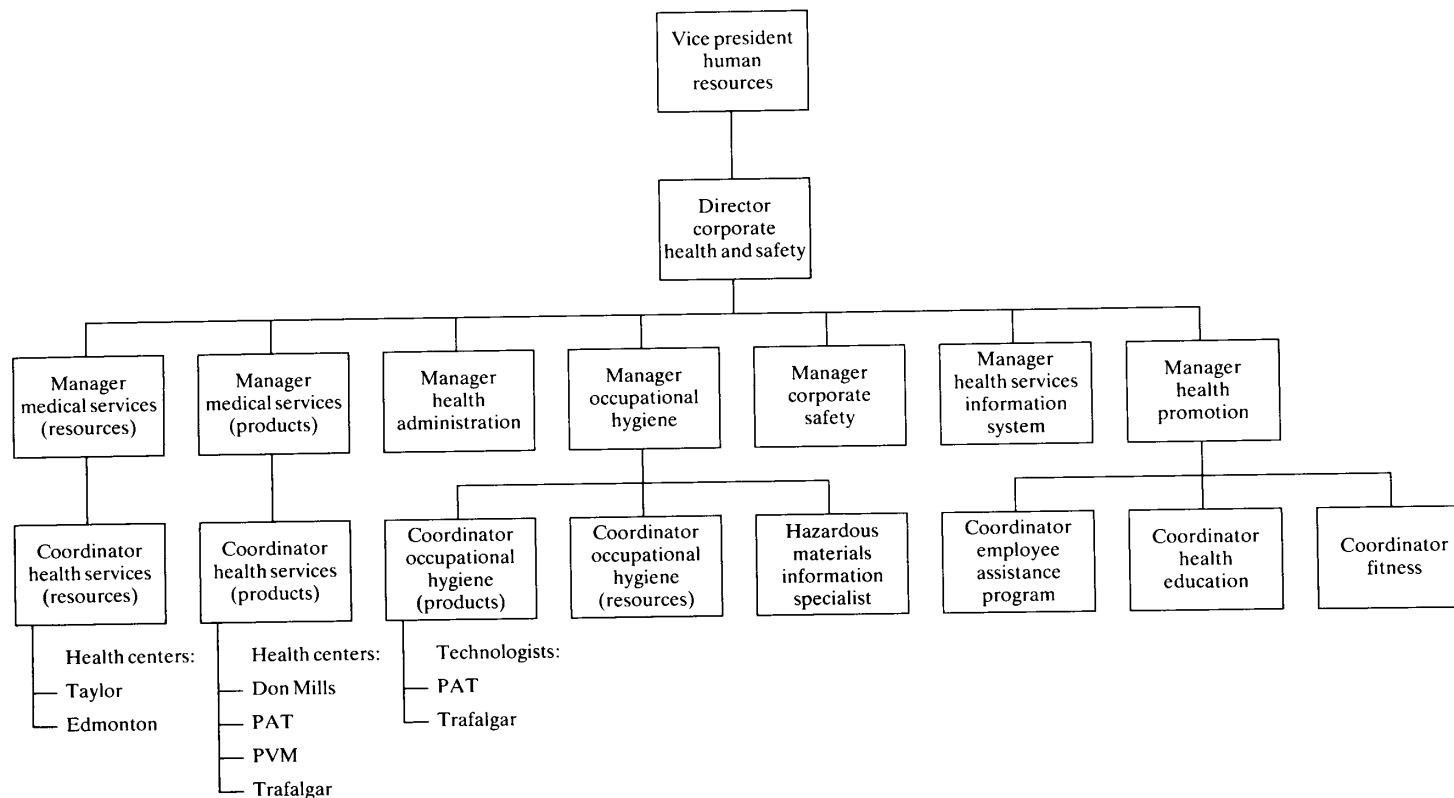 Vice president
human
resources
Director
corporate
health and safety
Manager
medical services
(resources)
Manager
medical services
(products)
Manager
health
administration
Manager
occupational
hygiene
Manager
corporate
safety
Manager
health services
information
system
Manager
health
promotion
Coordinator
health services
(resources)
Coordinator
health services
(products)
Coordinator
occupational
hygiene
(products)
Coordinator
occupational
hygiene
(resources)
Hazardous
materials
information
specialist
Coordinator
employee
assistance
program
Coordinator
health
education
Coordinator
fitness
Health centers:
Taylor
Edmonton
Health centers:
Don Mills
PAT
PVM
Trafalgar
Technologists:
PAT
Trafalgar